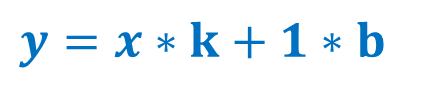 y = x * k + 1 * b